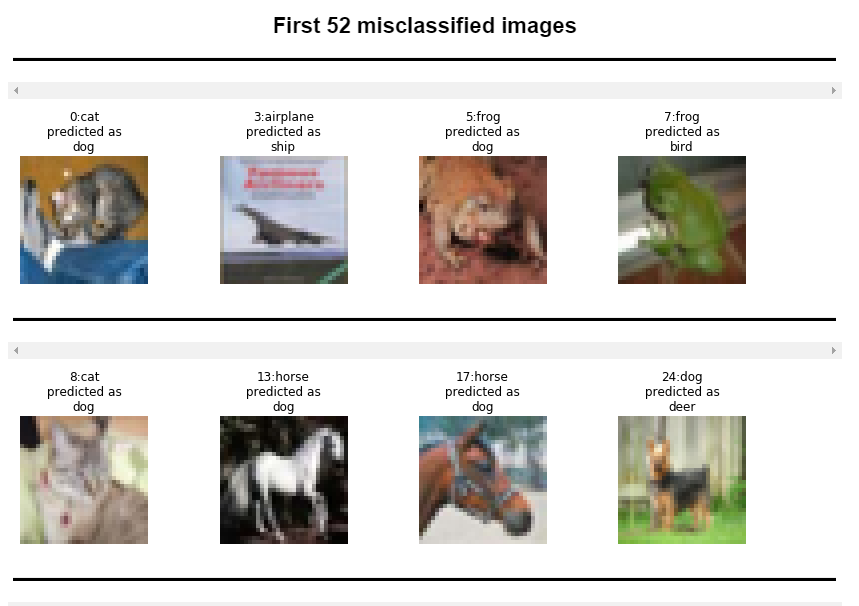 First 52 misclassified images
0:cat
predicted as
dog
3:airplane
predicted as
ship
5:frog
predicted as
dog
7:frog
predicted as
bird
8:cat
predicted as
dog
13:horse
predicted as
dog
17:horse
predicted as
dog
24:dog
predicted as
deer